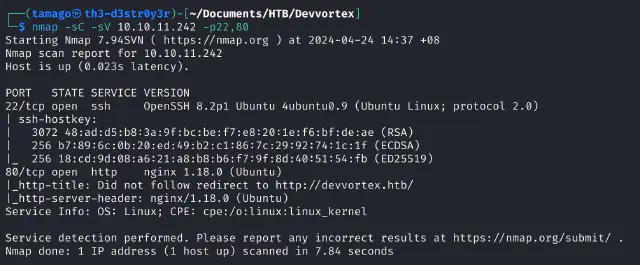 ┌──(tamago㉿th3-d3str0y3r)-[~/Documents/HTB/Devvortex]
└─$ nmap -sC -sV 10.10.11.242 -p22,80
Starting Nmap 7.94SVN ( https://nmap.org ) at 2024-04-24 14:37 +08
Nmap scan report for 10.10.11.242
Host is up (0.023s latency).
PORT   STATE SERVICE VERSION
22/tcp open  ssh     OpenSSH 8.2p1 Ubuntu 4ubuntu0.9 (Ubuntu Linux; protocol 2.0)
| ssh-hostkey:
|   3072 48:ad:d5:b8:3a:9f:bc:be:f7:e8:20:1e:f6:bf:de:ae (RSA)
|   256 b7:89:6c:0b:20:ed:49:b2:c1:86:7c:29:92:74:1c:1f (ECDSA)
|_  256 18:cd:9d:08:a6:21:a8:b8:b6:f7:9f:8d:40:51:54:fb (ED25519)
80/tcp open  http    nginx 1.18.0 (Ubuntu)
|_http-title: Did not follow redirect to http://devvortex.htb/
|_http-server-header: nginx/1.18.0 (Ubuntu)
Service Info: OS: Linux; CPE: cpe:/o:linux:linux_kernel
Service detection performed. Please report any incorrect results at https://nmap.org/submit/ .
Nmap done: 1 IP address (1 host up) scanned in 7.84 seconds